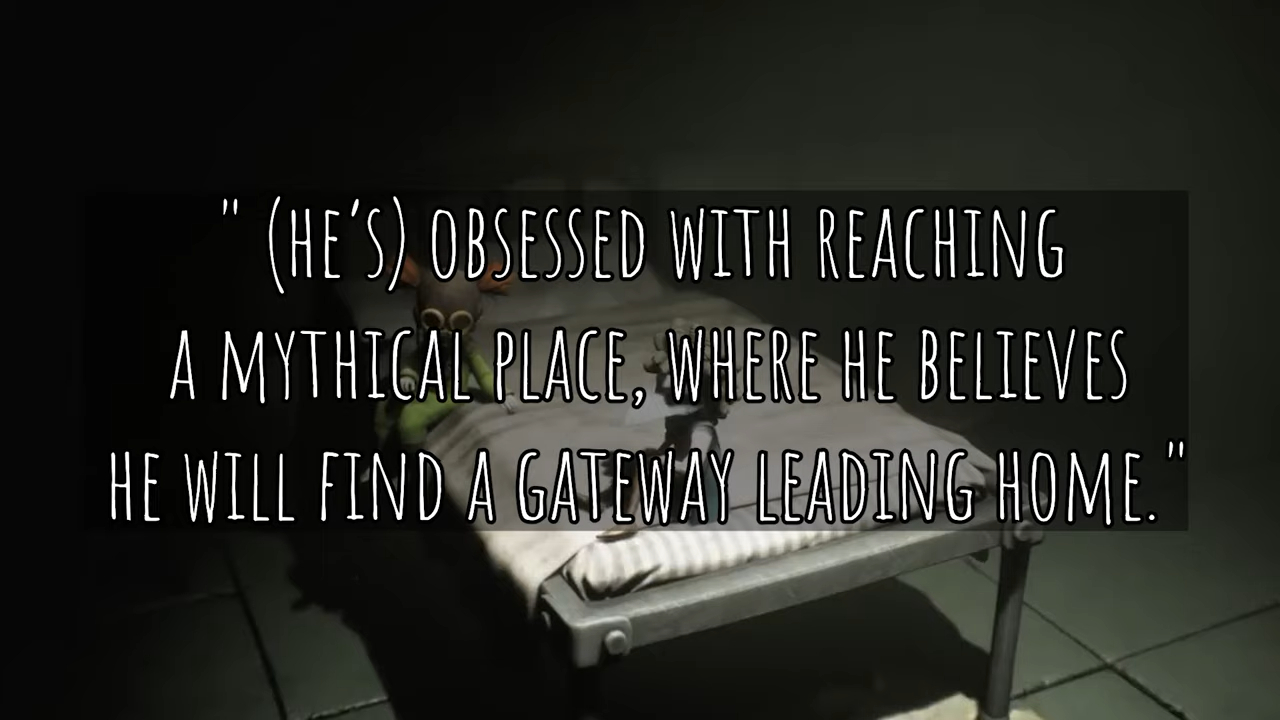 " (HE'S) OBSESSED WITH REACHING
A MYTHICAL PLACE, WHERE HE BELIEVES
HE WILL FIND A GATEWAY LEADING HOME."